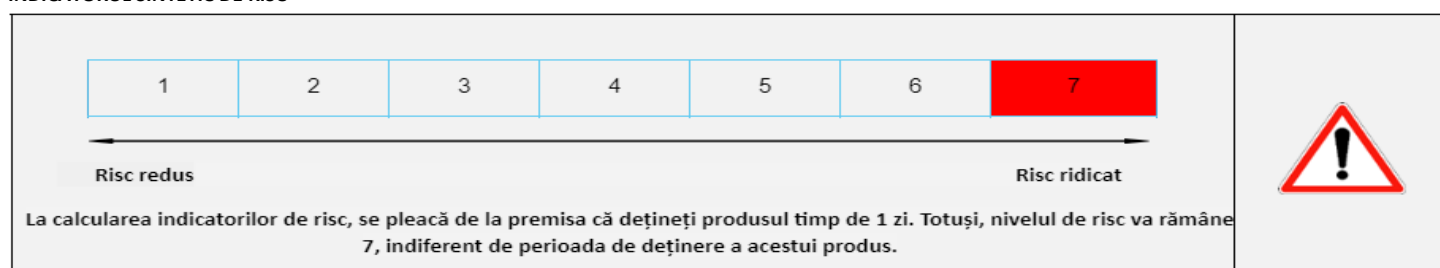 1 2 3 4 5 6 7
Risc redus Risc ridicat
La calcularea indicatorilor de risc, se pleacă de la premisa că dețineți produsul timp de 1 zi. Totuși, nivelul de risc va rămâne
7, indiferent de perioada de deținere a acestui produs.